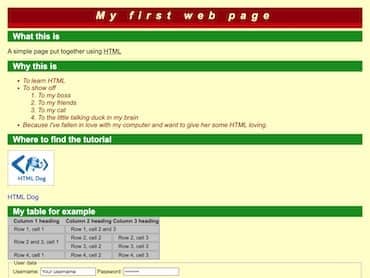 My first web page
What this is
A simple page put together using HTML
Why this is
To learn HTML
To show off
1. To my boss
2. To my friends
3. To my cat
4. To the little talking duck in my brain
Because I've fallen in love with my computer and want to give her some HTML loving.
Where to find the tutorial
HTML Dog
HTML Dog
My table for example
Column 1 heading Column 2 heading Column 3 heading
Row 1, cell 1 Row 1, cell 2 and 3
Row 2 and 3, cell 1 Row 2, cell 2 Row 2, cell 3
Row 3, cell 2 Row 3, cell 3
Row 4, cell 1 Row 4, cell 2 Row 4, cell 3
User data
Username: Your username Password